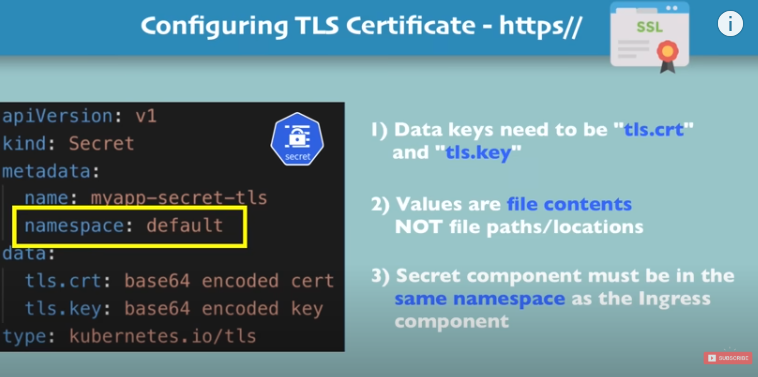 Configuring TLS Certificate - https//
SSL
i
apiVersion: v1
kind: Secret
metadata:
name: myapp-secret-tls
namespace: default
data:
tls.crt: base64 encoded cert
tls.key: base64 encoded key
type: kubernetes.io/tls
secret
1) Data keys need to be "tls.crt"
and "tls.key"
2) Values are file contents
NOT file paths/locations
3) Secret component must be in the
same namespace as the Ingress
component
SUBSCRIBE